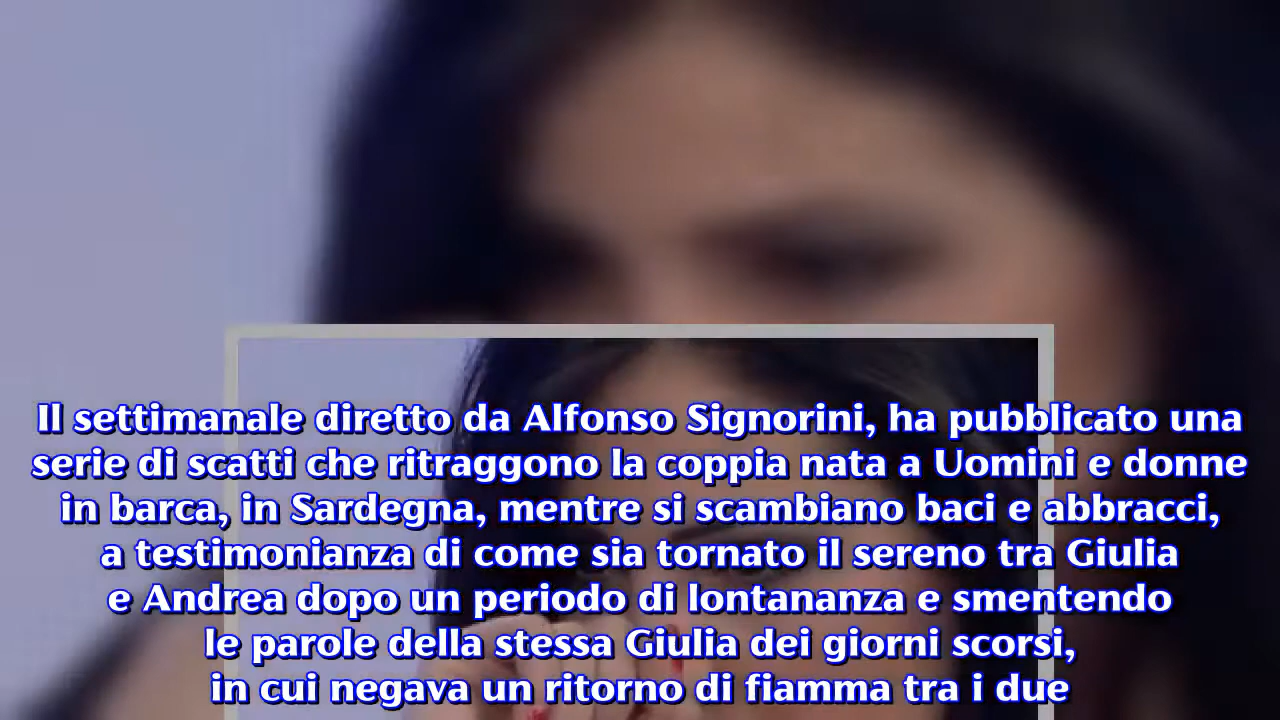 Il settimanale diretto da Alfonso Signorini, ha pubblicato una
serie di scatti che ritraggono la coppia nata a Uomini e donne
in barca, in Sardegna, mentre si scambiano baci e abbracci,
a testimonianza di come sia tornato il sereno tra Giulia
e Andrea dopo un periodo di lontananza e smentendo
le parole della stessa Giulia dei giorni scorsi,
in cui negava un ritorno di fiamma tra i due